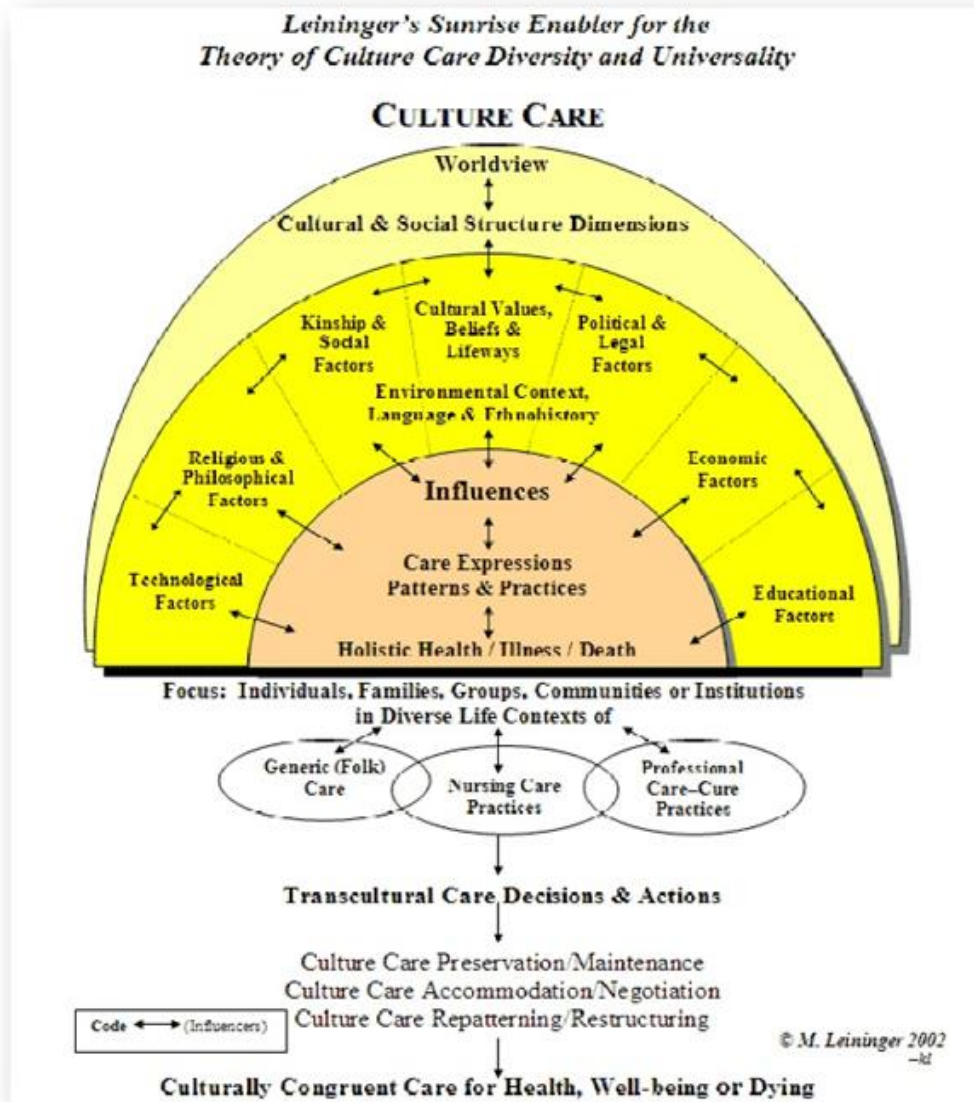 Leininger's Sunrise Enabler for the
Theory of Culture Care Diversity and Universality
CULTURE CARE
Worldview
Cultural & Social Structure Dimensions
Kinship &
Social
Factors
Cultural Values,
Beliefs &
Lifeways
Political &
Legal
Factors
Environmental Context,
Language & Ethnohistory
Religious &
Philosophical
Factors
Economic
Factors
Technological
Factors
Educational
Factors
Influences
Care Expressions
Patterns & Practices
Holistic Health / Illness / Death
Focus: Individuals, Families, Groups, Communities or Institutions
in Diverse Life Contexts of
Generic (Folk)
Care
Nursing Care
Practices
Professional
Care–Cure
Practices
Transcultural Care Decisions & Actions
Culture Care Preservation/Maintenance
Culture Care Accommodation/Negotiation
Culture Care Repatterning/Restructuring
Code (Influencers)
© M. Leininger 2002
–kl
Culturally Congruent Care for Health, Well-being or Dying